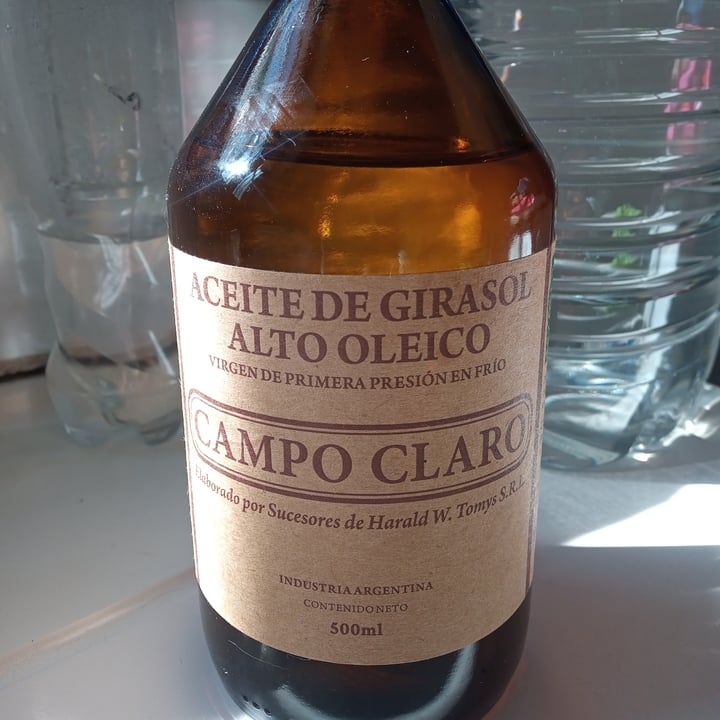 ACEITE DE GIRASOL
ALTO OLEICO
VIRGEN DE PRIMERA PRESIÓN EN FRÍO
CAMPO CLARO
Elaborado por Sucesores de Harald W. Tomys S.R.L.
INDUSTRIA ARGENTINA
CONTENIDO NETO
500ml